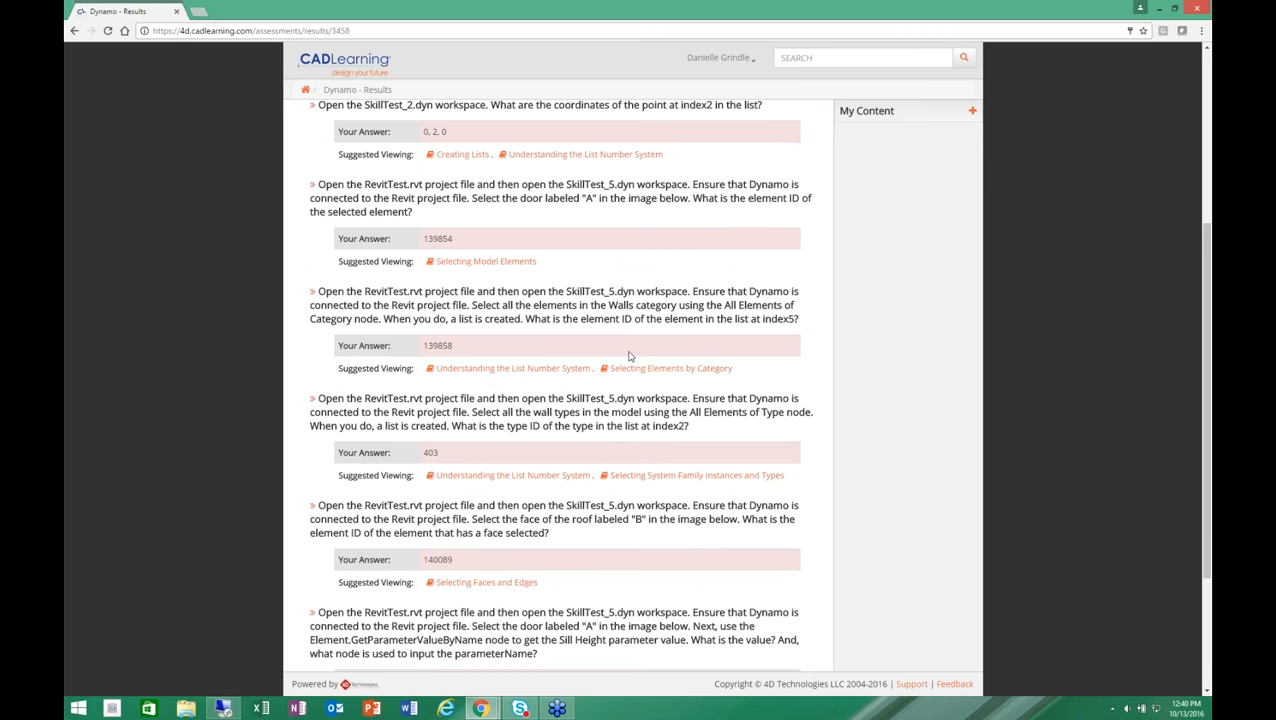 Dynamo - Results
https://4d.cadlearning.com/assessments/results/3458
CADLearning
design your future
Danielle Grindle
SEARCH
Dynamo - Results
My Content
» Open the SkillTest_2.dyn workspace. What are the coordinates of the point at index2 in the list?
Your Answer: 0, 2, 0
Suggested Viewing: Creating Lists , Understanding the List Number System
» Open the RevitTest.rvt project file and then open the SkillTest_5.dyn workspace. Ensure that Dynamo is
connected to the Revit project file. Select the door labeled "A" in the image below. What is the element ID of
the selected element?
Your Answer: 139854
Suggested Viewing: Selecting Model Elements
» Open the RevitTest.rvt project file and then open the SkillTest_5.dyn workspace. Ensure that Dynamo is
connected to the Revit project file. Select all the elements in the Walls category using the All Elements of
Category node. When you do, a list is created. What is the element ID of the element in the list at index5?
Your Answer: 139858
Suggested Viewing: Understanding the List Number System , Selecting Elements by Category
» Open the RevitTest.rvt project file and then open the SkillTest_5.dyn workspace. Ensure that Dynamo is
connected to the Revit project file. Select all the wall types in the model using the All Elements of Type node.
When you do, a list is created. What is the type ID of the type in the list at index2?
Your Answer: 403
Suggested Viewing: Understanding the List Number System , Selecting System Family instances and Types
» Open the RevitTest.rvt project file and then open the SkillTest_5.dyn workspace. Ensure that Dynamo is
connected to the Revit project file. Select the face of the roof labeled "B" in the image below. What is the
element ID of the element that has a face selected?
Your Answer: 140089
Suggested Viewing: Selecting Faces and Edges
» Open the RevitTest.rvt project file and then open the SkillTest_5.dyn workspace. Ensure that Dynamo is
connected to the Revit project file. Select the door labeled "A" in the image below. Next, use the
Element.GetParameterValueByName node to get the Sill Height parameter value. What is the value? And,
what node is used to input the parameterName?
Powered by 4D Technologies
Copyright © 4D Technologies LLC 2004-2016 | Support | Feedback
12:40 PM
10/13/2016